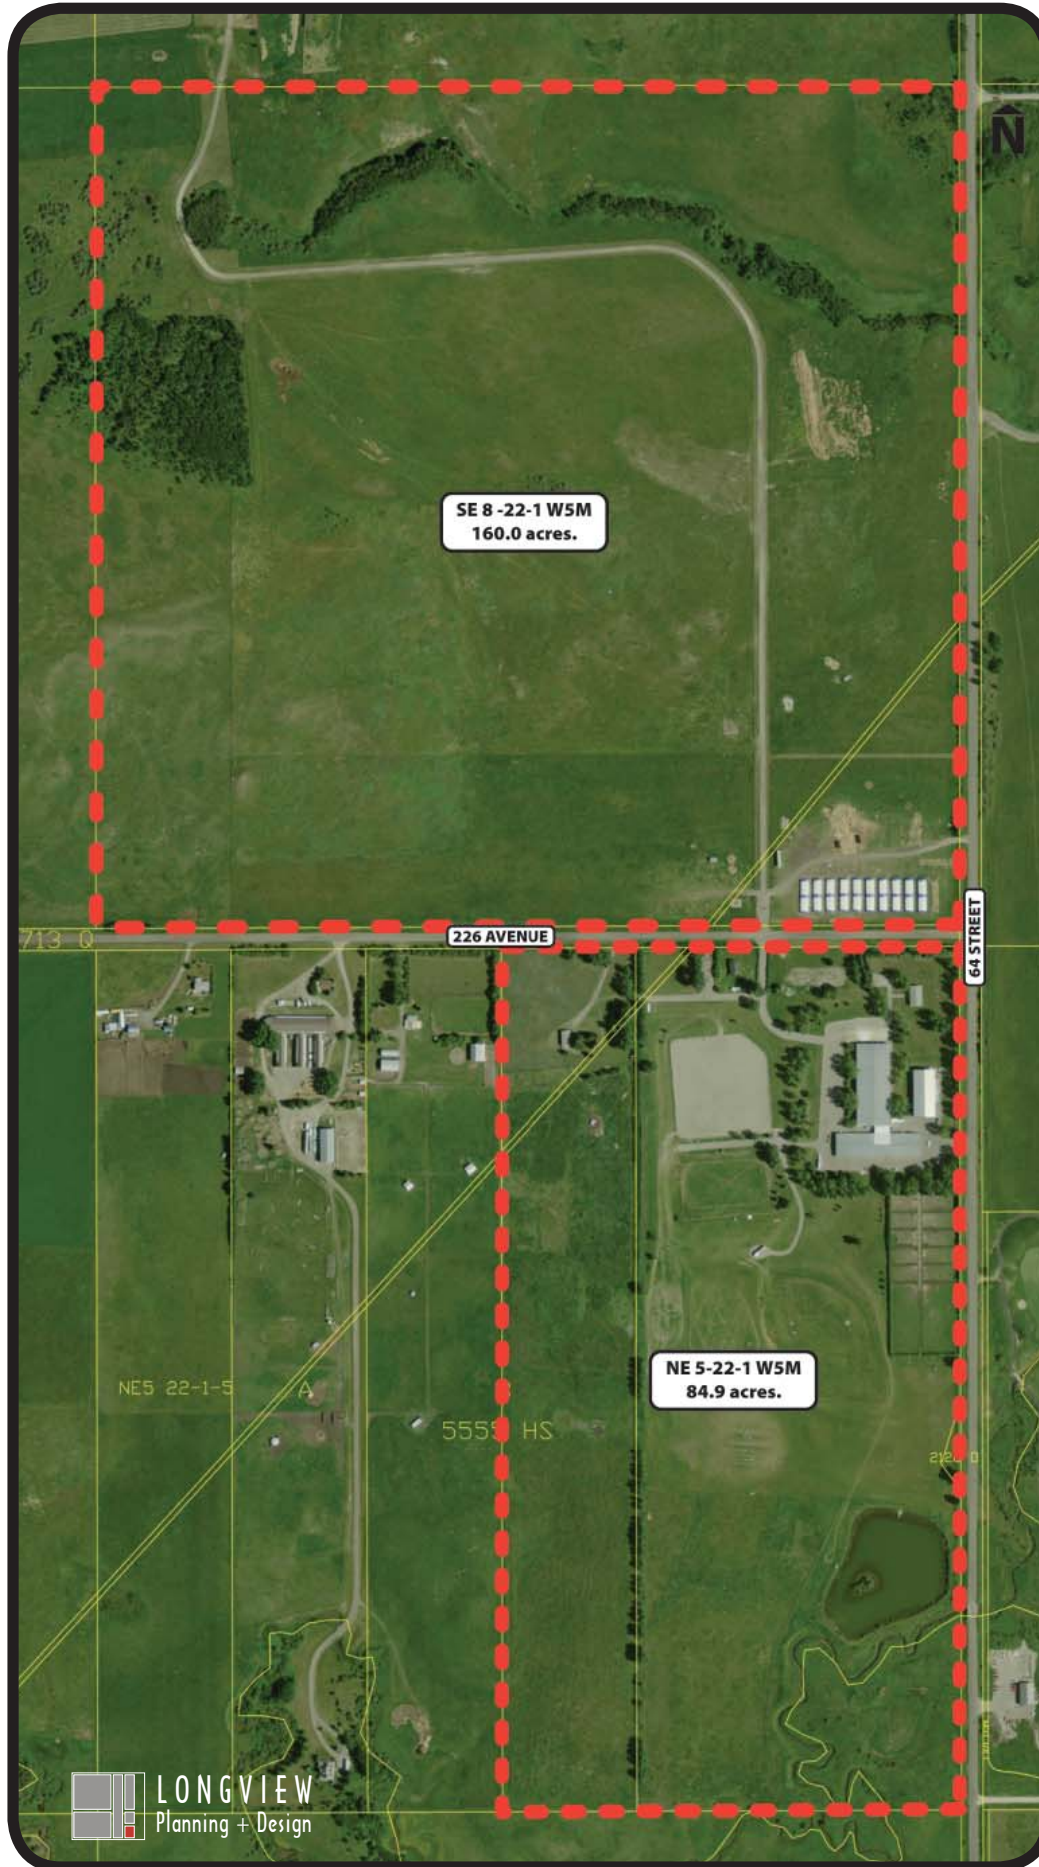 N
SE 8 -22-1 W5M
160.0 acres.
713 Q
226 AVENUE
64 STREET
NE 5-22-1 W5M
84.9 acres.
NE5 22-1-5
A
5555 HS
LONGVIEW
Planning + Design